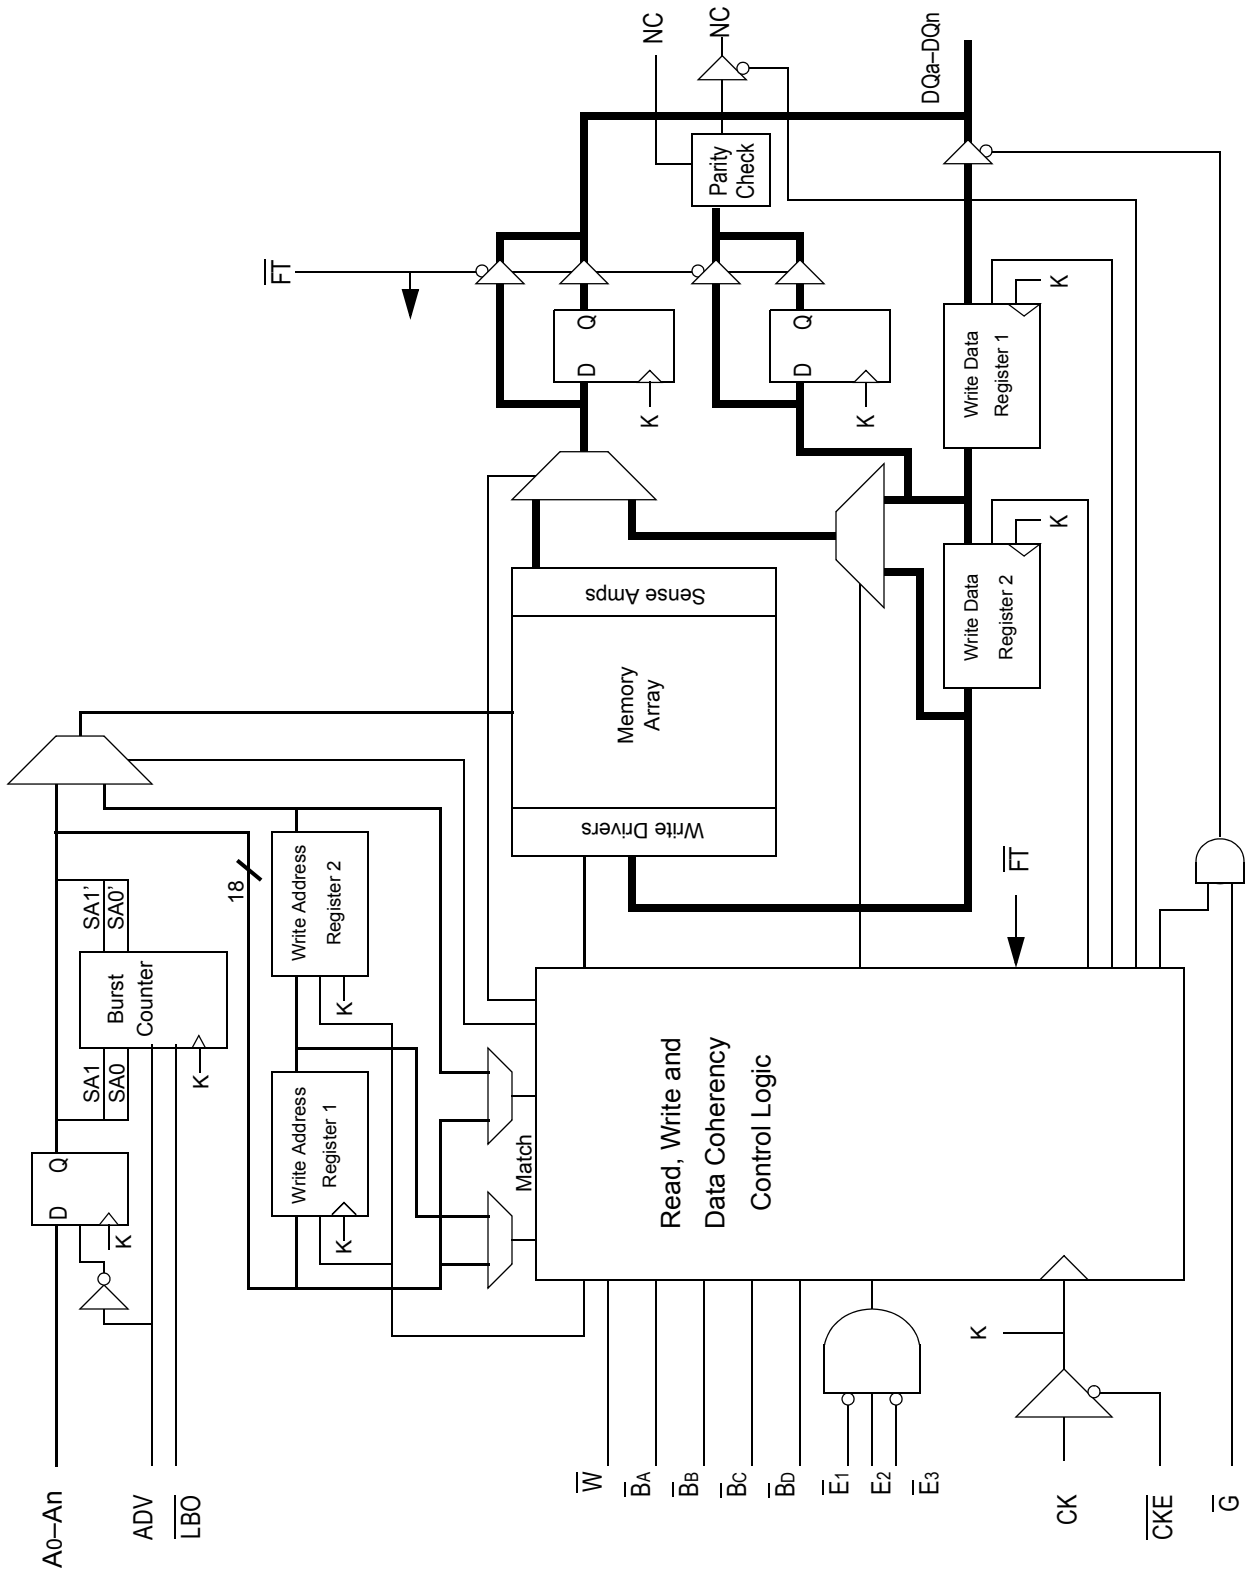 A0–An
ADV
LBO
W
BA
BB
BC
BD
E1
E2
E3
CK
CKE
G
D
Q
K
SA1
SA0
Burst
Counter
SA1’
SA0’
K
18
Write Address
Register 1
K
Write Address
Register 2
K
Match
Read, Write and
Data Coherency
Control Logic
K
FT
Write Drivers
Memory
Array
Sense Amps
Write Data
Register 2
K
Write Data
Register 1
K
D
Q
K
D
Q
K
FT
Parity
Check
NC
NC
DQa–DQn